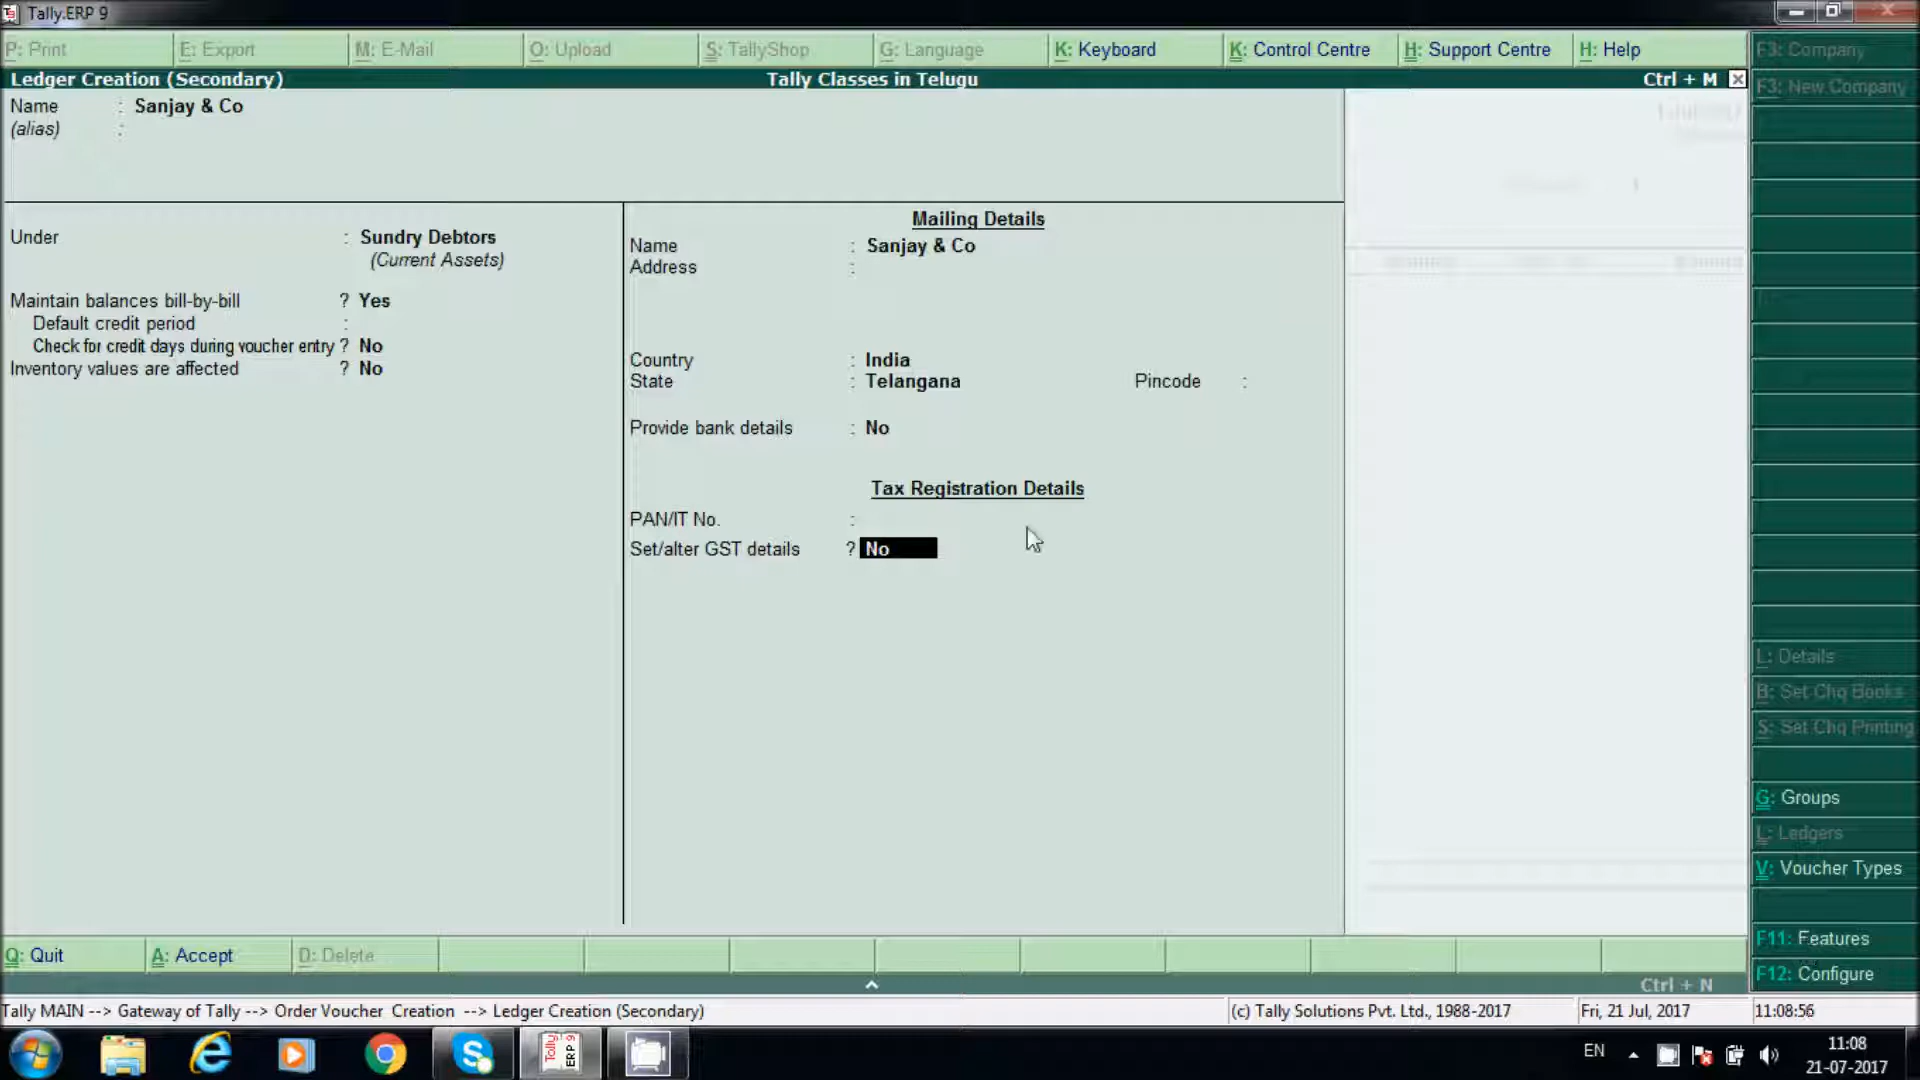 Tally.ERP 9
P: Print E: Export M: E-Mail O: Upload S: TallyShop G: Language K: Keyboard K: Control Centre H: Support Centre H: Help F3: Company
Ledger Creation (Secondary) Tally Classes in Telugu Ctrl + M
F3: New Company
Name : Sanjay & Co
(alias) :
Mailing Details
Under : Sundry Debtors
(Current Assets)
Name : Sanjay & Co
Address :
Maintain balances bill-by-bill ? Yes
Default credit period :
Check for credit days during voucher entry ? No
Inventory values are affected ? No
Country : India
State : Telangana Pincode :
Provide bank details : No
Tax Registration Details
PAN/IT No. :
Set/alter GST details ? No
L: Details
B: Set Chq Books
S: Set Chq Printing
G: Groups
L: Ledgers
V: Voucher Types
F11: Features
F12: Configure
Q: Quit A: Accept D: Delete
Ctrl + N
Tally MAIN --> Gateway of Tally --> Order Voucher Creation --> Ledger Creation (Secondary) (c) Tally Solutions Pvt. Ltd., 1988-2017 Fri, 21 Jul, 2017 11:08:56
Tally ERP 9
EN 11:08
21-07-2017